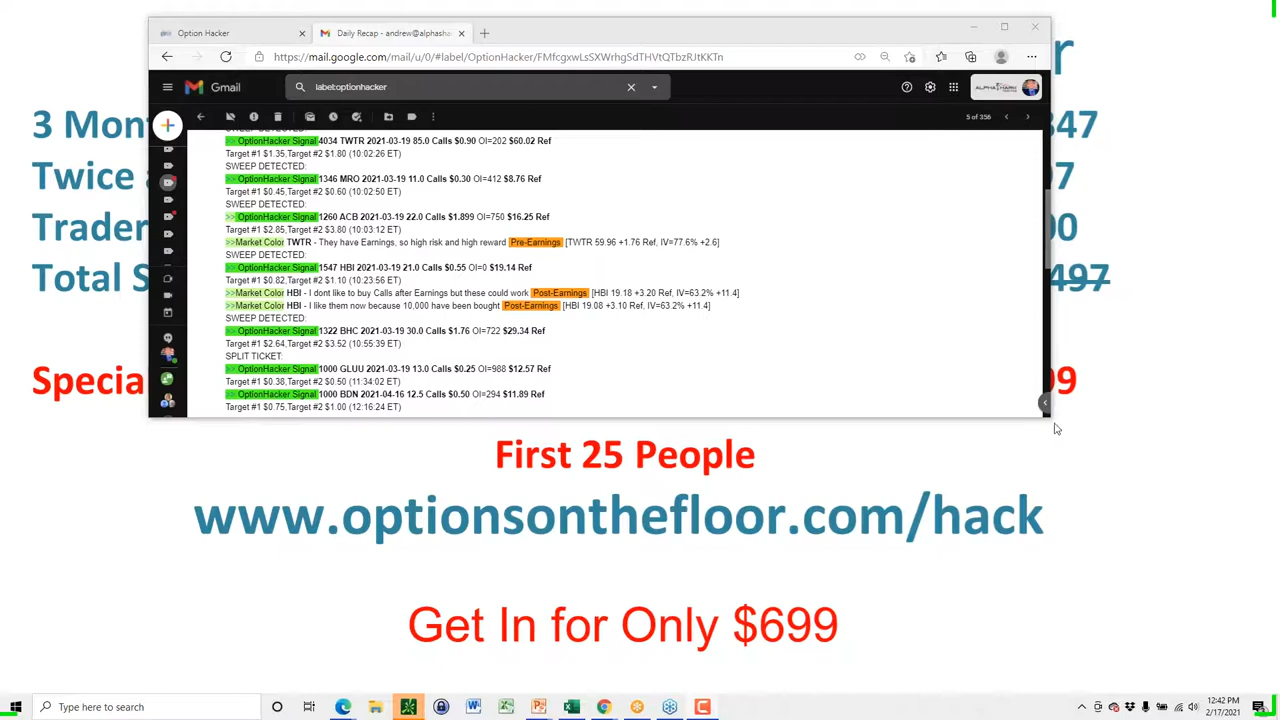 Option Hacker
Daily Recap - andrew@alphasha
https://mail.google.com/mail/u/0/#label/OptionHacker/FMfcgxwLsSXWrhgSdTHVtQTbzRJtKKTn
Gmail
label:optionhacker
ALPHASHARK
5 of 356
>> OptionHacker Signal 4034 TWTR 2021-03-19 85.0 Calls $0.90 OI=202 $60.02 Ref
Target #1 $1.35,Target #2 $1.80 (10:02:26 ET)
SWEEP DETECTED:
>> OptionHacker Signal 1346 MRO 2021-03-19 11.0 Calls $0.30 OI=412 $8.76 Ref
Target #1 $0.45,Target #2 $0.60 (10:02:50 ET)
SWEEP DETECTED:
>> OptionHacker Signal 1260 ACB 2021-03-19 22.0 Calls $1.899 OI=750 $16.25 Ref
Target #1 $2.85,Target #2 $3.80 (10:03:12 ET)
>>Market Color TWTR - They have Earnings, so high risk and high reward Pre-Earnings [TWTR 59.96 +1.76 Ref, IV=77.6% +2.6]
SWEEP DETECTED:
>> OptionHacker Signal 1547 HBI 2021-03-19 21.0 Calls $0.55 OI=0 $19.14 Ref
Target #1 $0.82,Target #2 $1.10 (10:23:56 ET)
>>Market Color HBI - I dont like to buy Calls after Earnings but these could work Post-Earnings [HBI 19.18 +3.20 Ref, IV=63.2% +11.4]
>>Market Color HBI - I like them now because 10,000 have been bought Post-Earnings [HBI 19.08 +3.10 Ref, IV=63.2% +11.4]
SWEEP DETECTED:
>> OptionHacker Signal 1322 BHC 2021-03-19 30.0 Calls $1.76 OI=722 $29.34 Ref
Target #1 $2.64,Target #2 $3.52 (10:55:39 ET)
SPLIT TICKET:
>> OptionHacker Signal 1000 GLUU 2021-03-19 13.0 Calls $0.25 OI=988 $12.57 Ref
Target #1 $0.38,Target #2 $0.50 (11:34:02 ET)
>> OptionHacker Signal 1000 BDN 2021-04-16 12.5 Calls $0.50 OI=294 $11.89 Ref
Target #1 $0.75,Target #2 $1.00 (12:16:24 ET)
r
3 Mon 347
Twice 7
Trader 00
Total S 497
Specia 99
First 25 People
www.optionsonthefloor.com/hack
Get In for Only $699
Type here to search
12:42 PM
2/17/2021